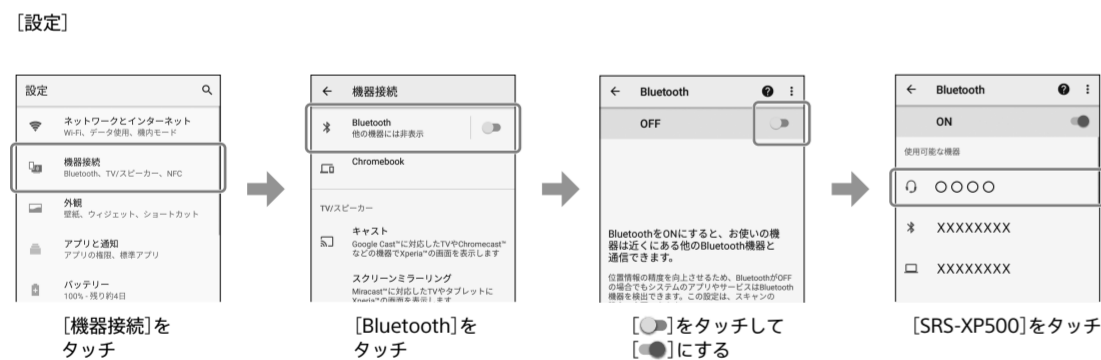 [設定]
設定
ネットワークとインターネット
Wi-Fi、データ使用、機内モード
機器接続
Bluetooth、TV/スピーカー、NFC
外観
壁紙、ウィジェット、ショートカット
アプリと通知
アプリの権限、標準アプリ
バッテリー
100% - 残り約4日
[機器接続]を
タッチ
機器接続
Bluetooth
他の機器には非表示
Chromebook
TV/スピーカー
キャスト
Google Cast™に対応したTVやChromecast™
などの機器でXperia™の画面を表示します
スクリーンミラーリング
Miracast™に対応したTVやタブレットに
Xperia™の画面を表示します
[Bluetooth]を
タッチ
Bluetooth
OFF
BluetoothをONにすると、お使いの機
器は近くにある他のBluetooth機器と
通信できます。
位置情報の精度を向上させるため、BluetoothがOFF
の場合でもシステムのアプリやサービスはBluetooth
機器を検出できます。この設定は、スキャンの
[ ]をタッチして
[ ]にする
Bluetooth
ON
使用可能な機器
○○○○
XXXXXXXX
XXXXXXXX
[SRS-XP500]をタッチ